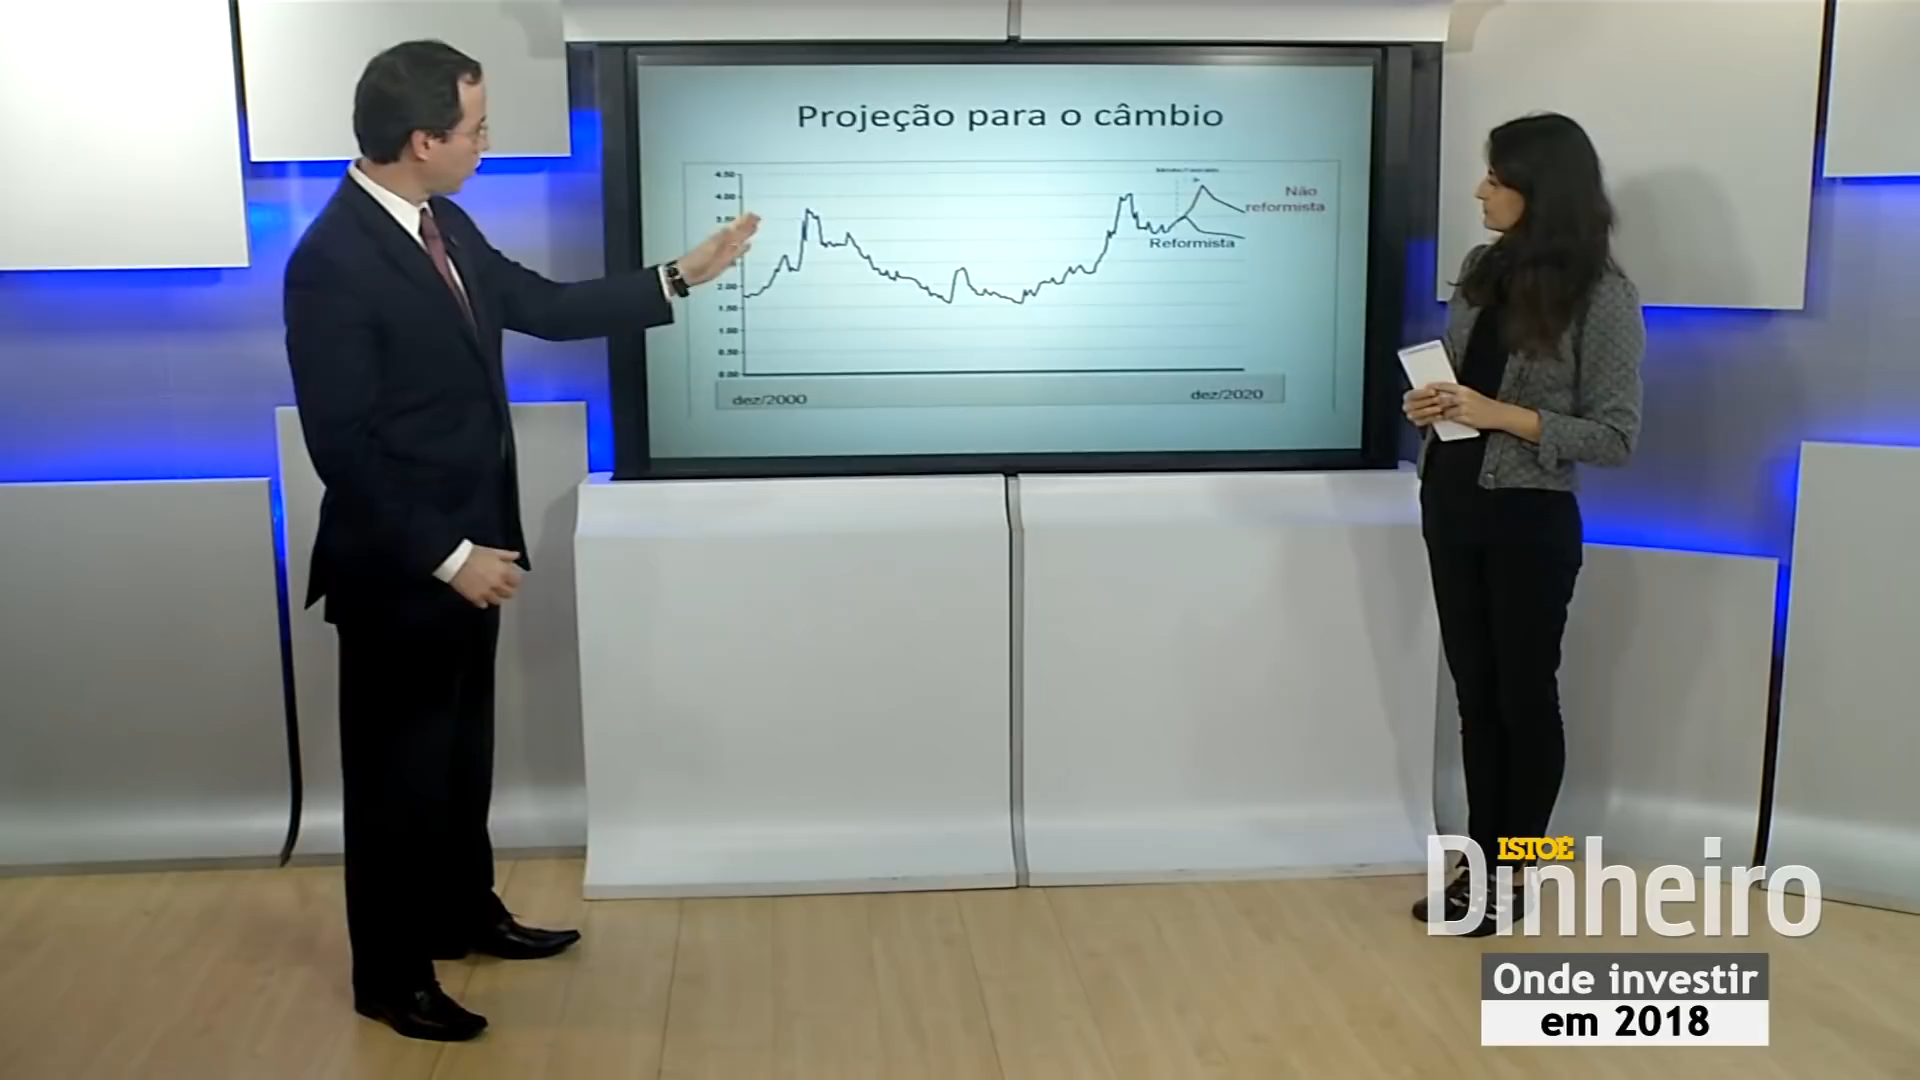 Projeção para o câmbio
4.50
4.00
Não
reformista
Reformista
2.00
1.50
1.00
0.50
0.00
dez/2000
dez/2020
ISTOÉ
Dinheiro
Onde investir
em 2018